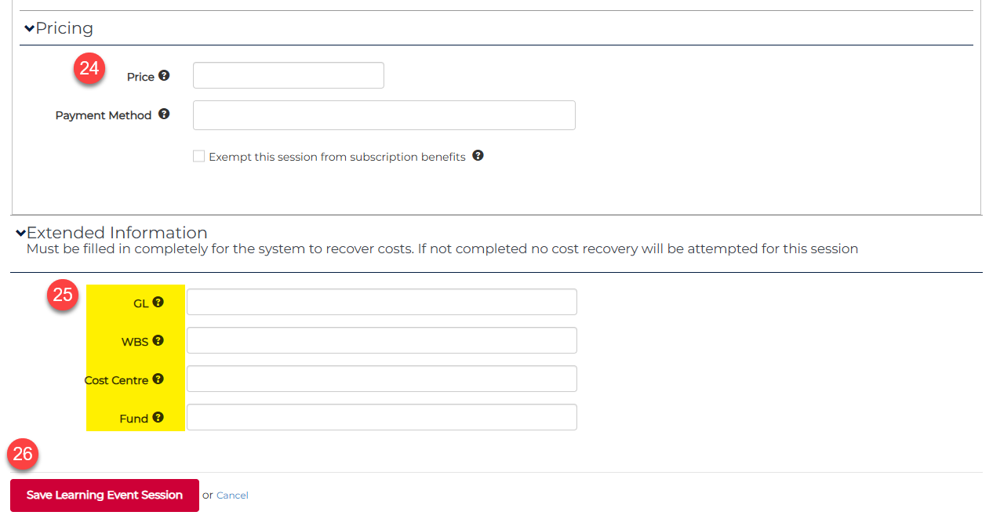 Pricing
24
Price ?
Payment Method ?
Exempt this session from subscription benefits ?
Extended Information
Must be filled in completely for the system to recover costs. If not completed no cost recovery will be attempted for this session
25
GL ?
WBS ?
Cost Centre ?
Fund ?
26
Save Learning Event Session or Cancel